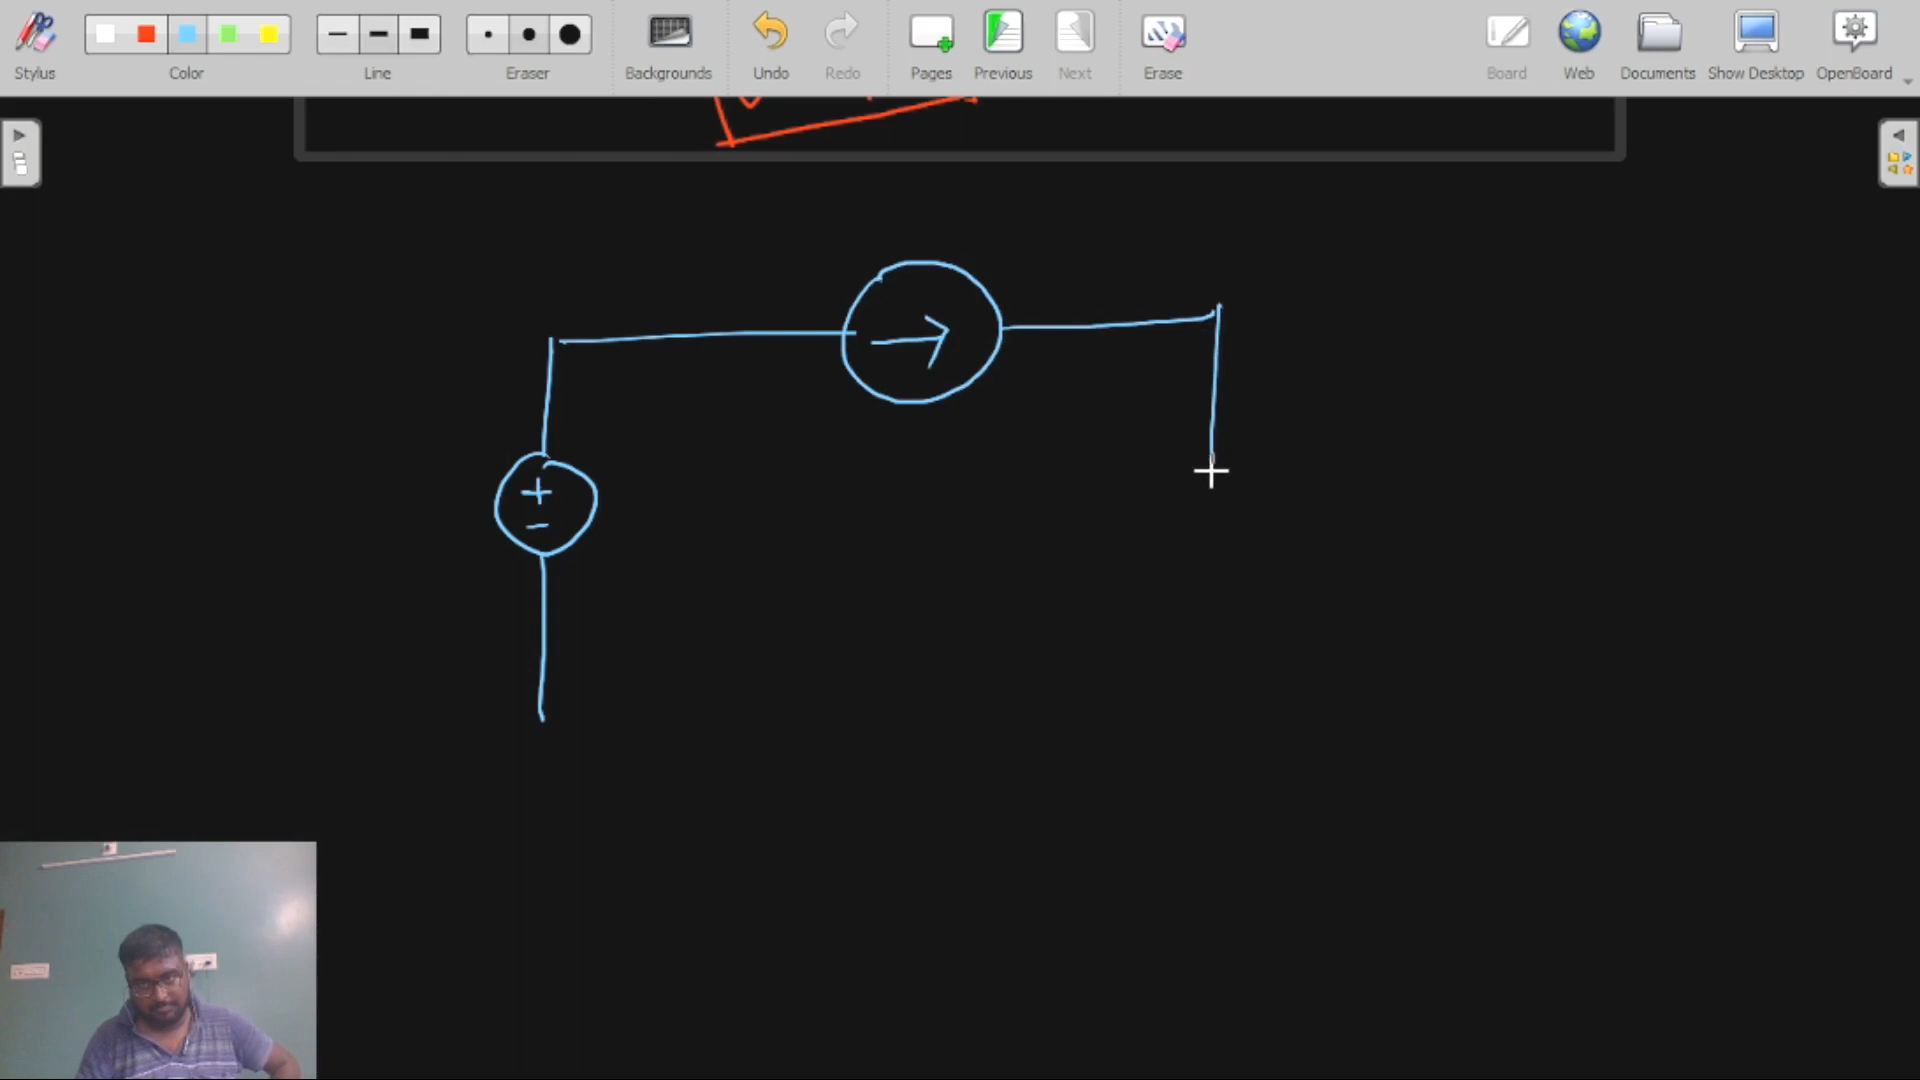 Stylus Color Line Eraser Backgrounds Undo Redo Pages Previous Next Erase Board Web Documents Show Desktop OpenBoard
+
-